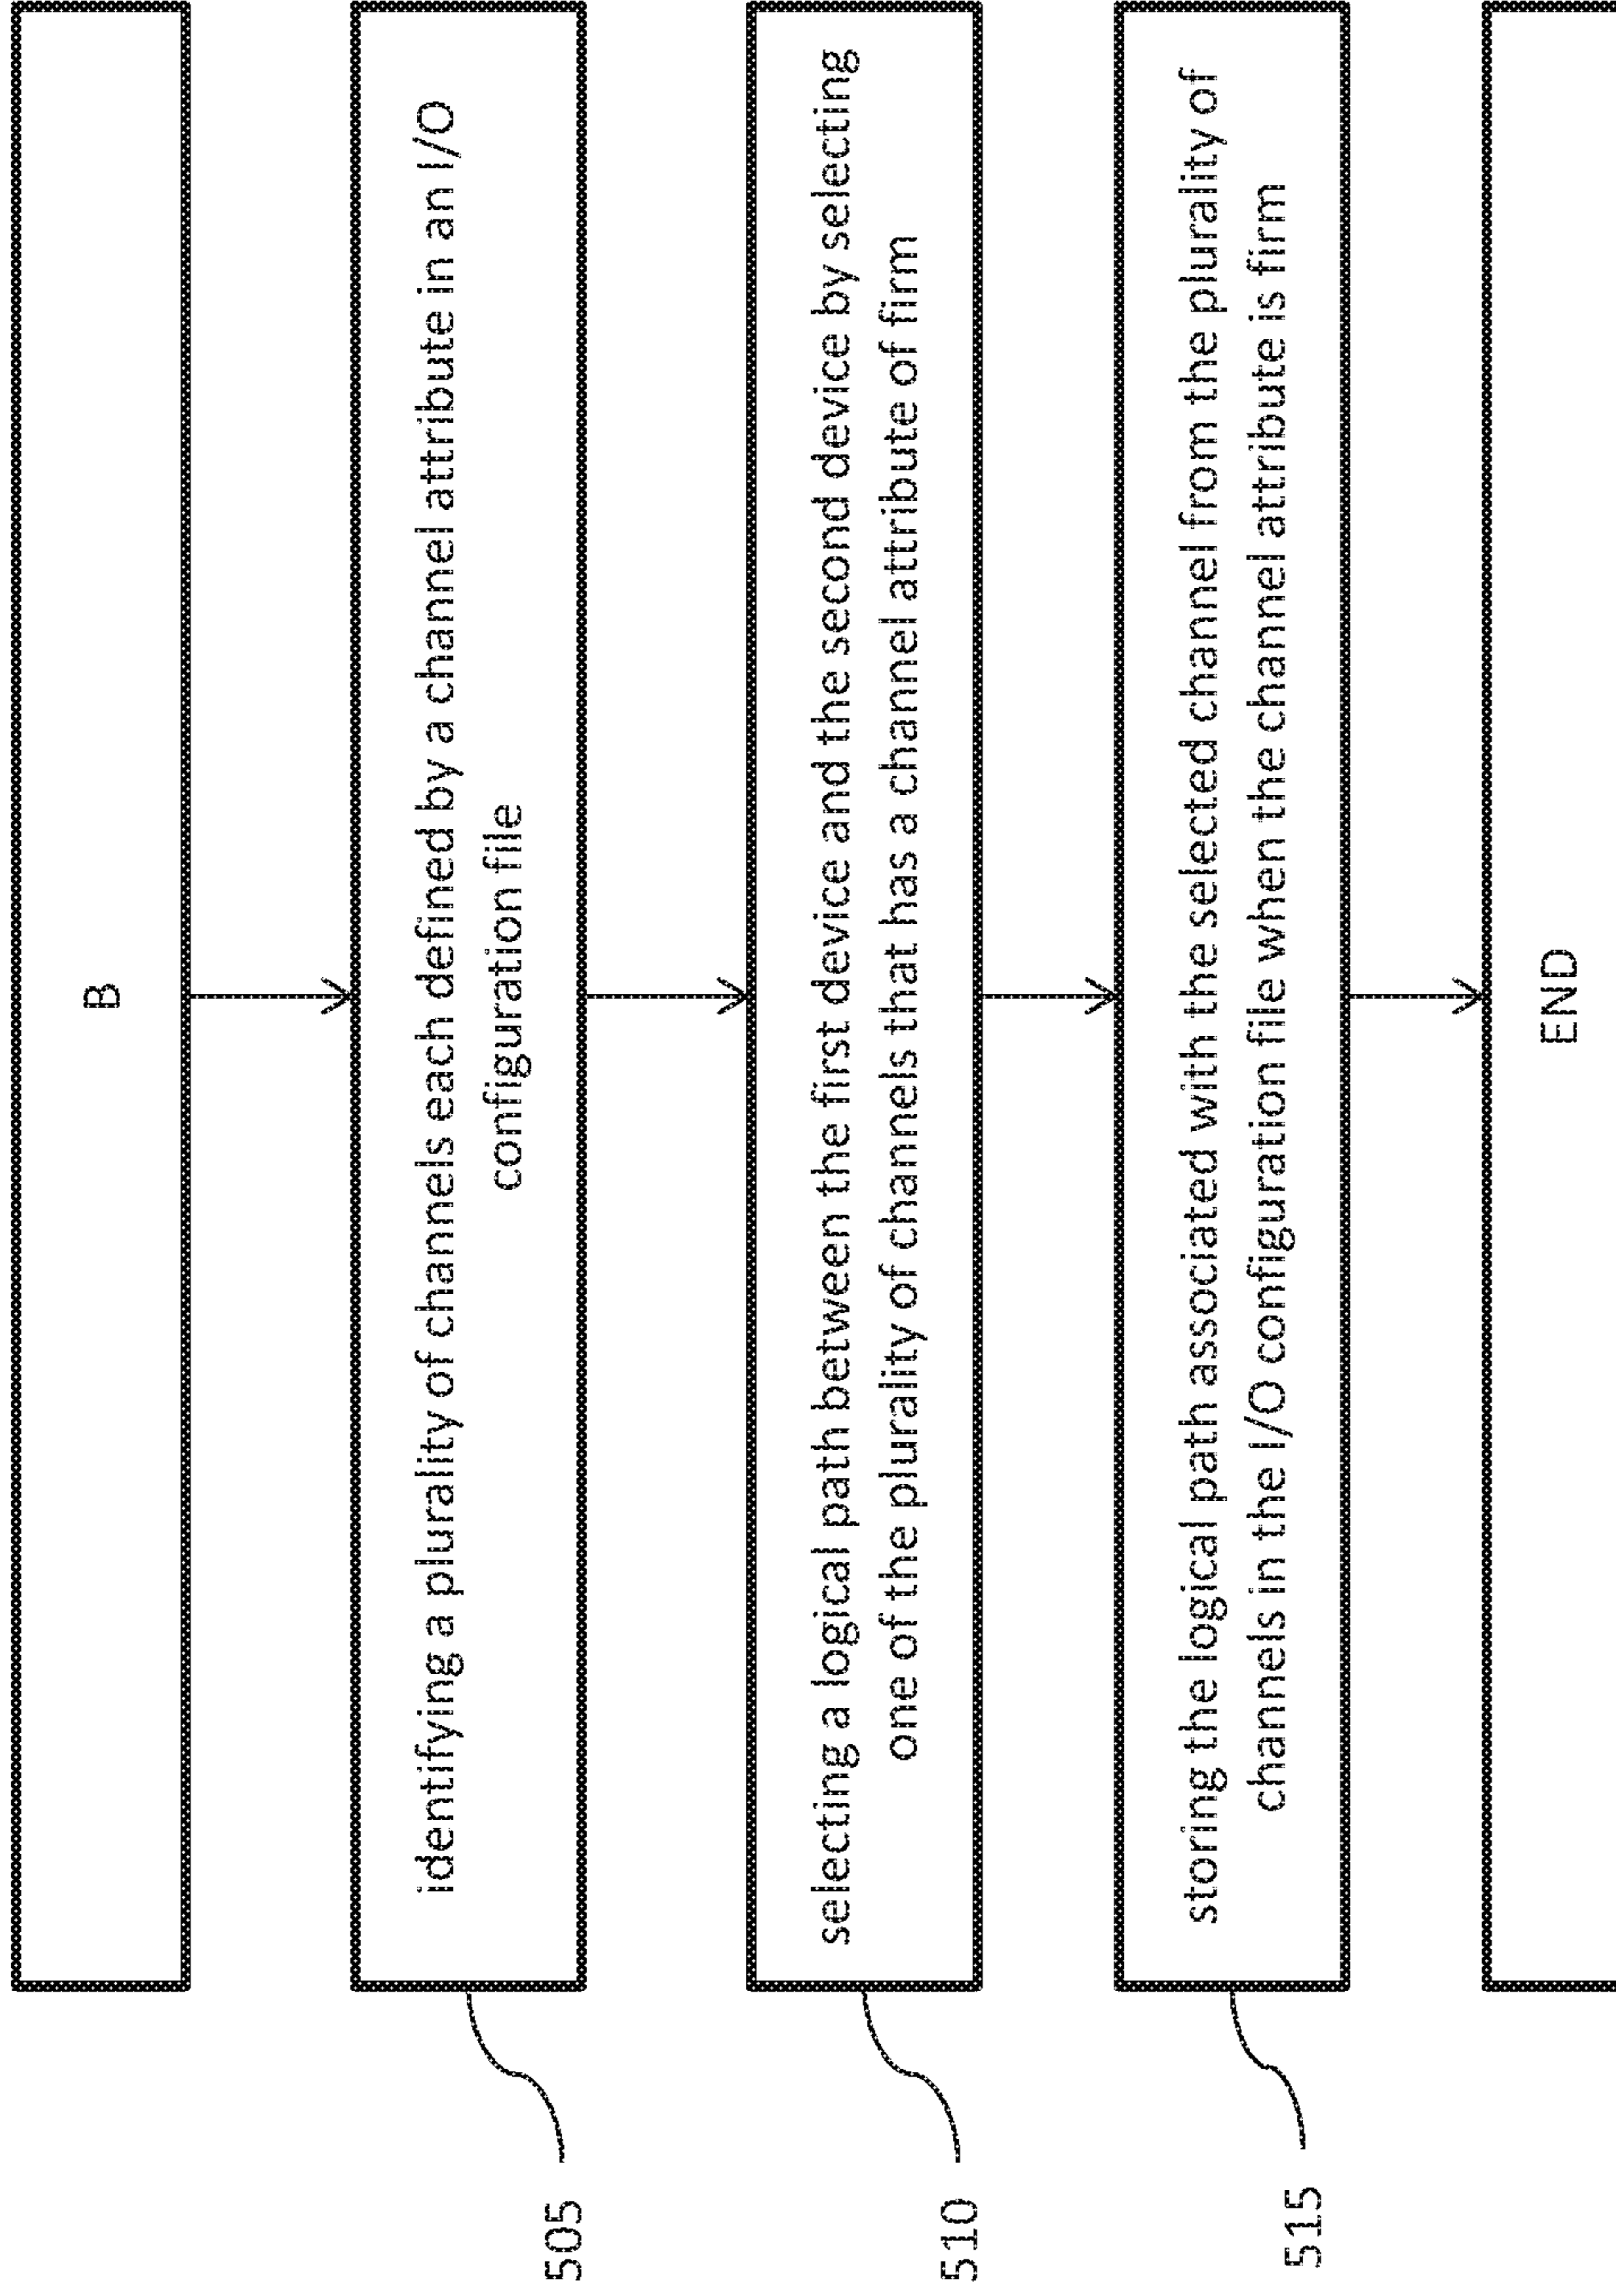 B
identifying a plurality of channels each defined by a channel attribute in an I/O
configuration file
505
selecting a logical path between the first device and the second device by selecting
one of the plurality of channels that has a channel attribute of firm
510
storing the logical path associated with the selected channel from the plurality of
channels in the I/O configuration file when the channel attribute is firm
515
END